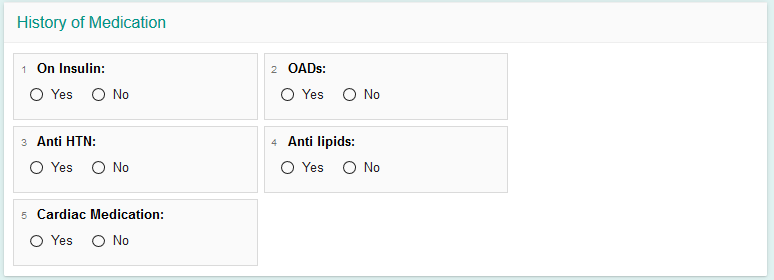 History of Medication
1 On Insulin:
Yes No
2 OADs:
Yes No
3 Anti HTN:
Yes No
4 Anti lipids:
Yes No
5 Cardiac Medication:
Yes No